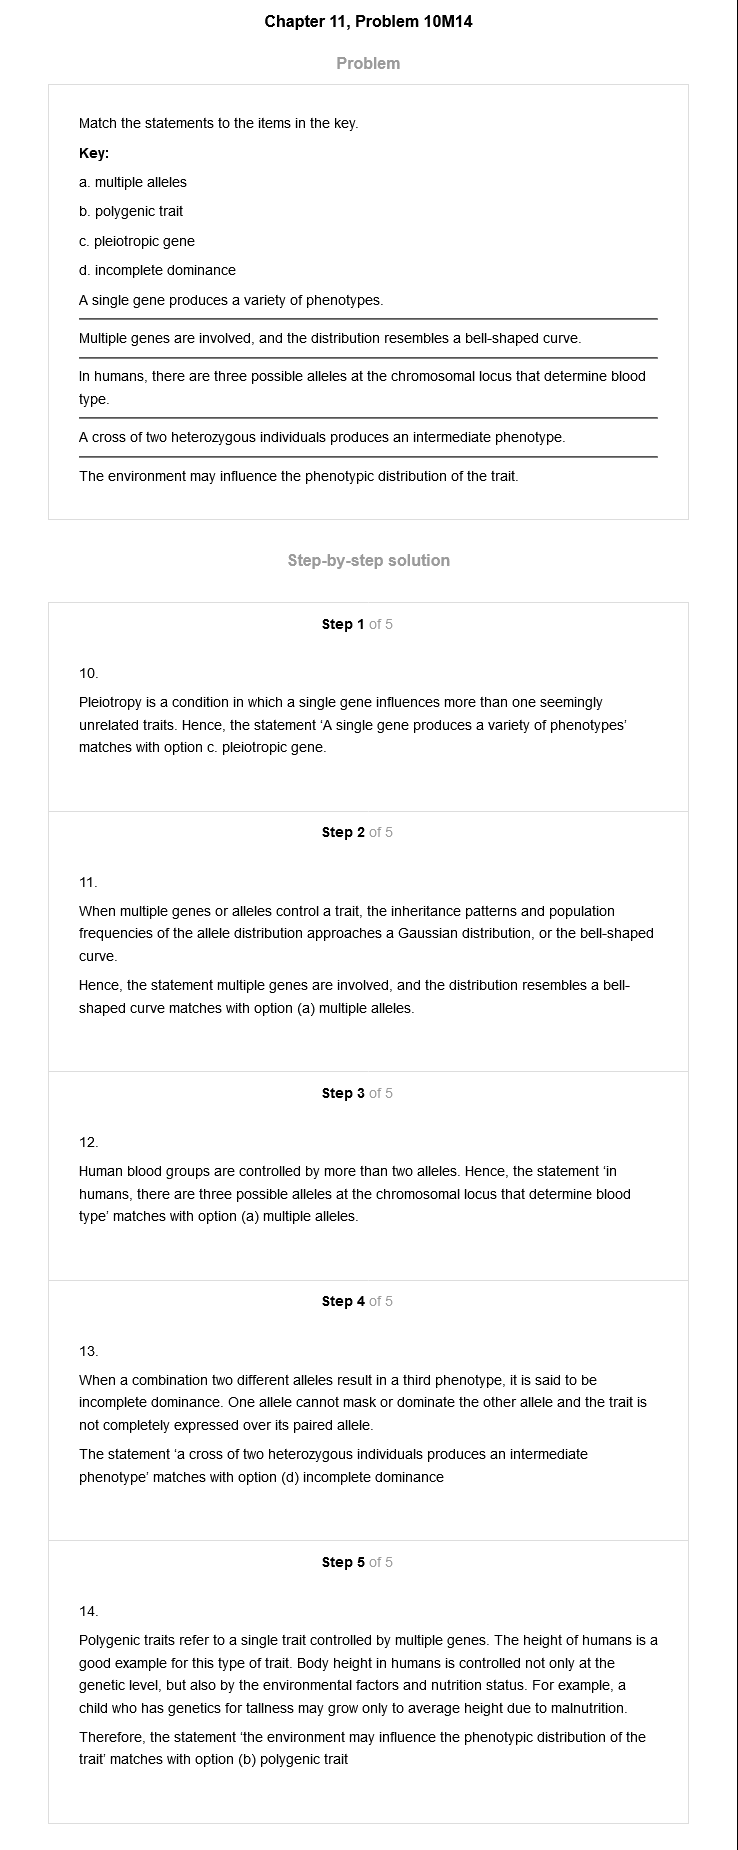 Chapter 11, Problem 10M14
Problem
Match the statements to the items in the key.
Key:
a. multiple alleles
b. polygenic trait
c. pleiotropic gene
d. incomplete dominance
A single gene produces a variety of phenotypes.
Multiple genes are involved, and the distribution resembles a bell-shaped curve.
In humans, there are three possible alleles at the chromosomal locus that determine blood
type.
A cross of two heterozygous individuals produces an intermediate phenotype.
The environment may influence the phenotypic distribution of the trait.
Step-by-step solution
Step 1 of 5
10.
Pleiotropy is a condition in which a single gene influences more than one seemingly
unrelated traits. Hence, the statement ‘A single gene produces a variety of phenotypes’
matches with option c. pleiotropic gene.
Step 2 of 5
11.
When multiple genes or alleles control a trait, the inheritance patterns and population
frequencies of the allele distribution approaches a Gaussian distribution, or the bell-shaped
curve.
Hence, the statement multiple genes are involved, and the distribution resembles a bell-
shaped curve matches with option (a) multiple alleles.
Step 3 of 5
12.
Human blood groups are controlled by more than two alleles. Hence, the statement ‘in
humans, there are three possible alleles at the chromosomal locus that determine blood
type’ matches with option (a) multiple alleles.
Step 4 of 5
13.
When a combination two different alleles result in a third phenotype, it is said to be
incomplete dominance. One allele cannot mask or dominate the other allele and the trait is
not completely expressed over its paired allele.
The statement ‘a cross of two heterozygous individuals produces an intermediate
phenotype’ matches with option (d) incomplete dominance
Step 5 of 5
14.
Polygenic traits refer to a single trait controlled by multiple genes. The height of humans is a
good example for this type of trait. Body height in humans is controlled not only at the
genetic level, but also by the environmental factors and nutrition status. For example, a
child who has genetics for tallness may grow only to average height due to malnutrition.
Therefore, the statement ‘the environment may influence the phenotypic distribution of the
trait’ matches with option (b) polygenic trait